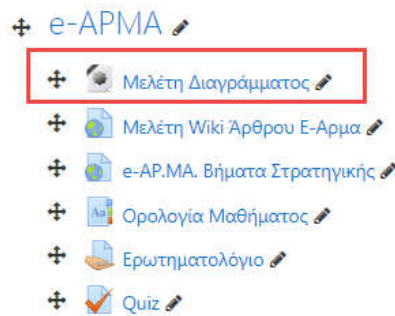 e-ΑΡΜΑ
Μελέτη Διαγράμματος
Μελέτη Wiki Άρθρου Ε-Αρμα
e-ΑΡ.ΜΑ. Βήματα Στρατηγικής
Ορολογία Μαθήματος
Ερωτηματολόγιο
Quiz